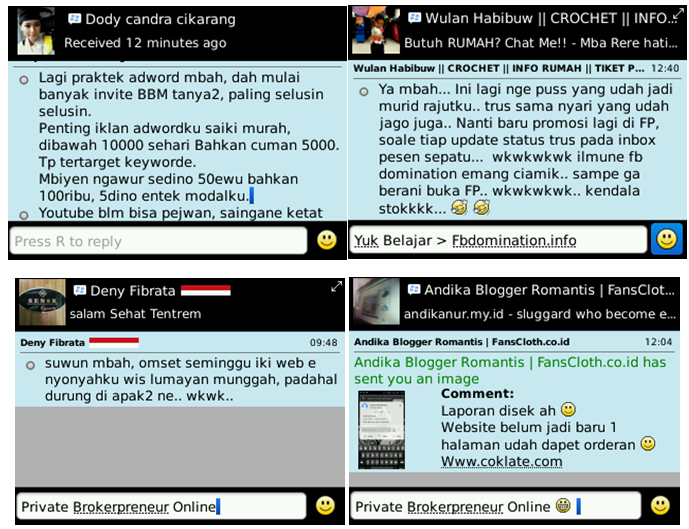 Dody candra cikarang
Received 12 minutes ago
Lagi praktek adword mbah, dah mulai
banyak invite BBM tanya2, paling selusin
selusin.
Penting iklan adwordku saiki murah,
dibawah 10000 sehari Bahkan cuman 5000.
Tp tertarget keyworde.
Mbiyen ngawur sedino 50ewu bahkan
100ribu, 5dino entek modalku.
Youtube blm bisa pejwan, saingane ketat
Press R to reply
Wulan Habibuw || CROCHET || INFO...
Butuh RUMAH? Chat Me!! - Mba Rere hati...
Wulan Habibuw || CROCHET || INFO RUMAH || TIKET P... 12:40
Ya mbah... Ini lagi nge puss yang udah jadi
murid rajutku.. trus sama nyari yang udah
jago juga.. Nanti baru promosi lagi di FP,
soale tiap update status trus pada inbox
pesen sepatu... wkwkwkwk ilmune fb
domination emang ciamik.. sampe ga
berani buka FP.. wkwkwkwk.. kendala
stokkkk...
Yuk Belajar > Fbdomination.info
SENSK
Deny Fibrata
salam Sehat Tentrem
Deny Fibrata 09:48
suwun mbah, omset seminggu iki web e
nyonyahku wis lumayan munggah, padahal
durung di apak2 ne.. wkwk..
Private Brokerpreneur Online
Andika Blogger Romantis | FansClot...
andikanur.my.id - sluggard who become e...
Andika Blogger Romantis | FansCloth.co.id 12:04
Andika Blogger Romantis | FansCloth.co.id has
sent you an image
Comment:
Laporan disek ah
Website belum jadi baru 1
halaman udah dapet orderan
Www.coklate.com
Private Brokerpreneur Online